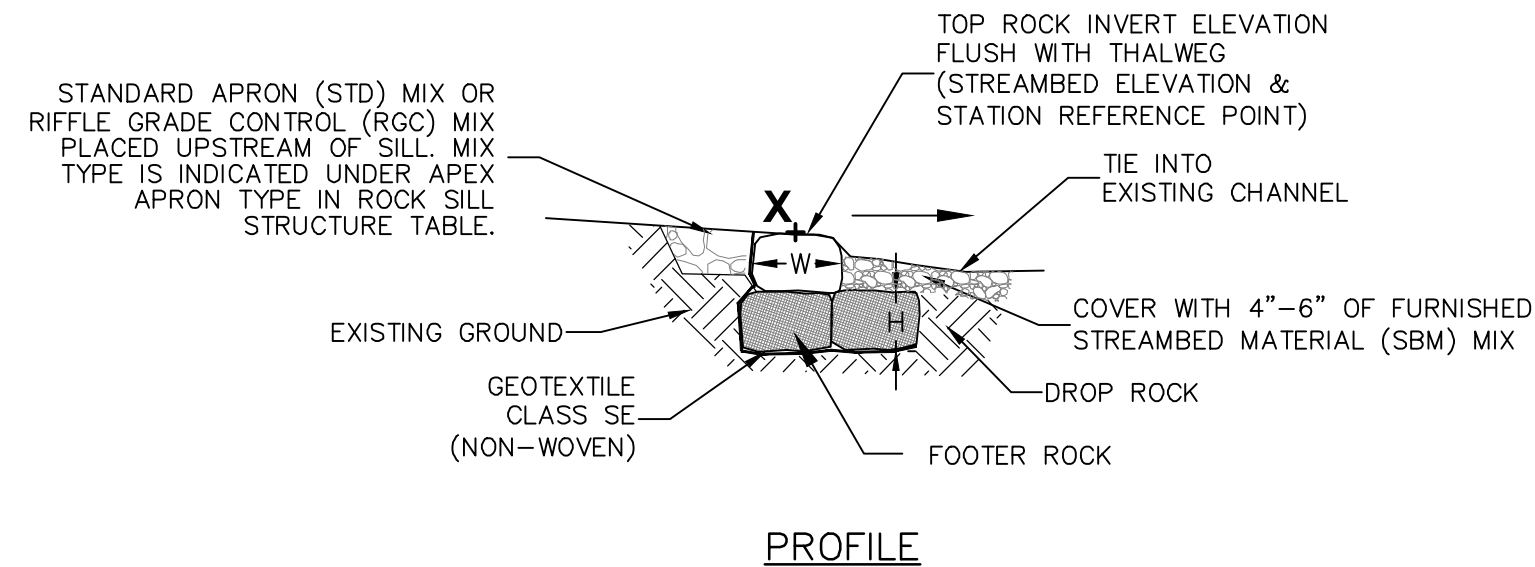 TOP ROCK INVERT ELEVATION
FLUSH WITH THALWEG
(STREAMBED ELEVATION &
STATION REFERENCE POINT)
STANDARD APRON (STD) MIX OR
RIFFLE GRADE CONTROL (RGC) MIX
PLACED UPSTREAM OF SILL. MIX
TYPE IS INDICATED UNDER APEX
APRON TYPE IN ROCK SILL
STRUCTURE TABLE.
TIE INTO
EXISTING CHANNEL
X
W
H
EXISTING GROUND
COVER WITH 4"-6" OF FURNISHED
STREAMBED MATERIAL (SBM) MIX
GEOTEXTILE
CLASS SE
(NON-WOVEN)
DROP ROCK
FOOTER ROCK
PROFILE